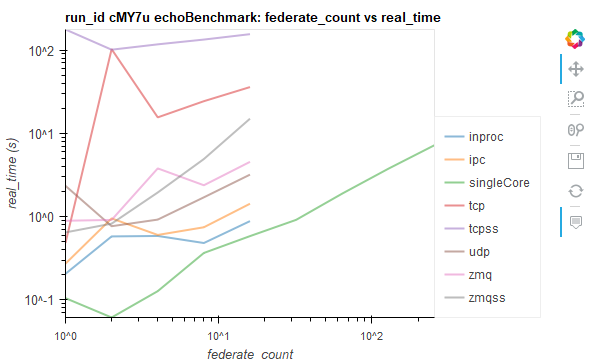 run_id cMY7u echoBenchmark: federate_count vs real_time
10^2
10^1
10^0
10^-1
real_time (s)
10^0
10^1
10^2
federate_count
inproc
ipc
singleCore
tcp
tcpss
udp
zmq
zmqss